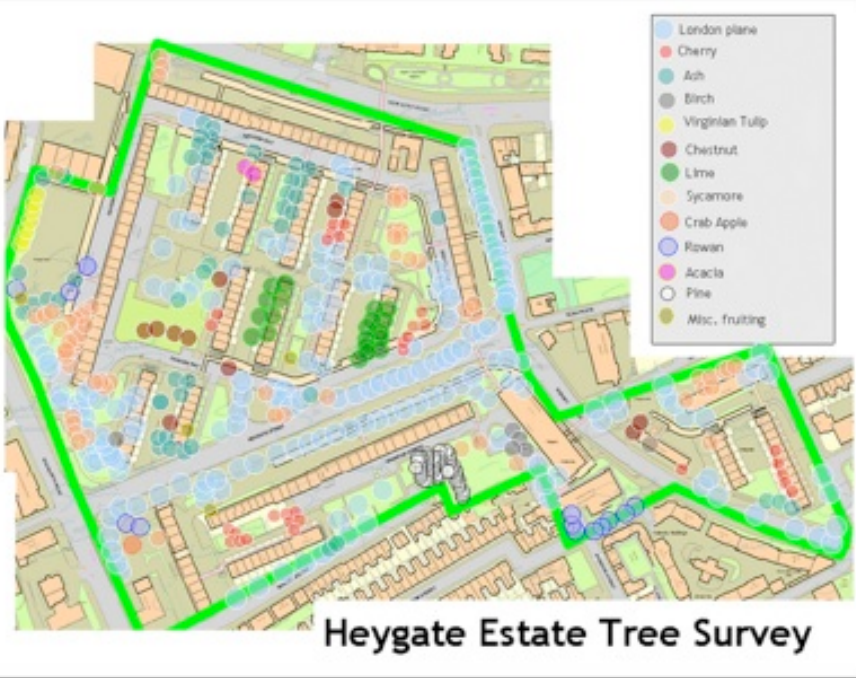 London plane
Cherry
Ash
Birch
Virginian Tulip
Chestnut
Lime
Sycamore
Crab Apple
Rowan
Acacia
Pine
Misc. fruiting
Heygate Estate Tree Survey